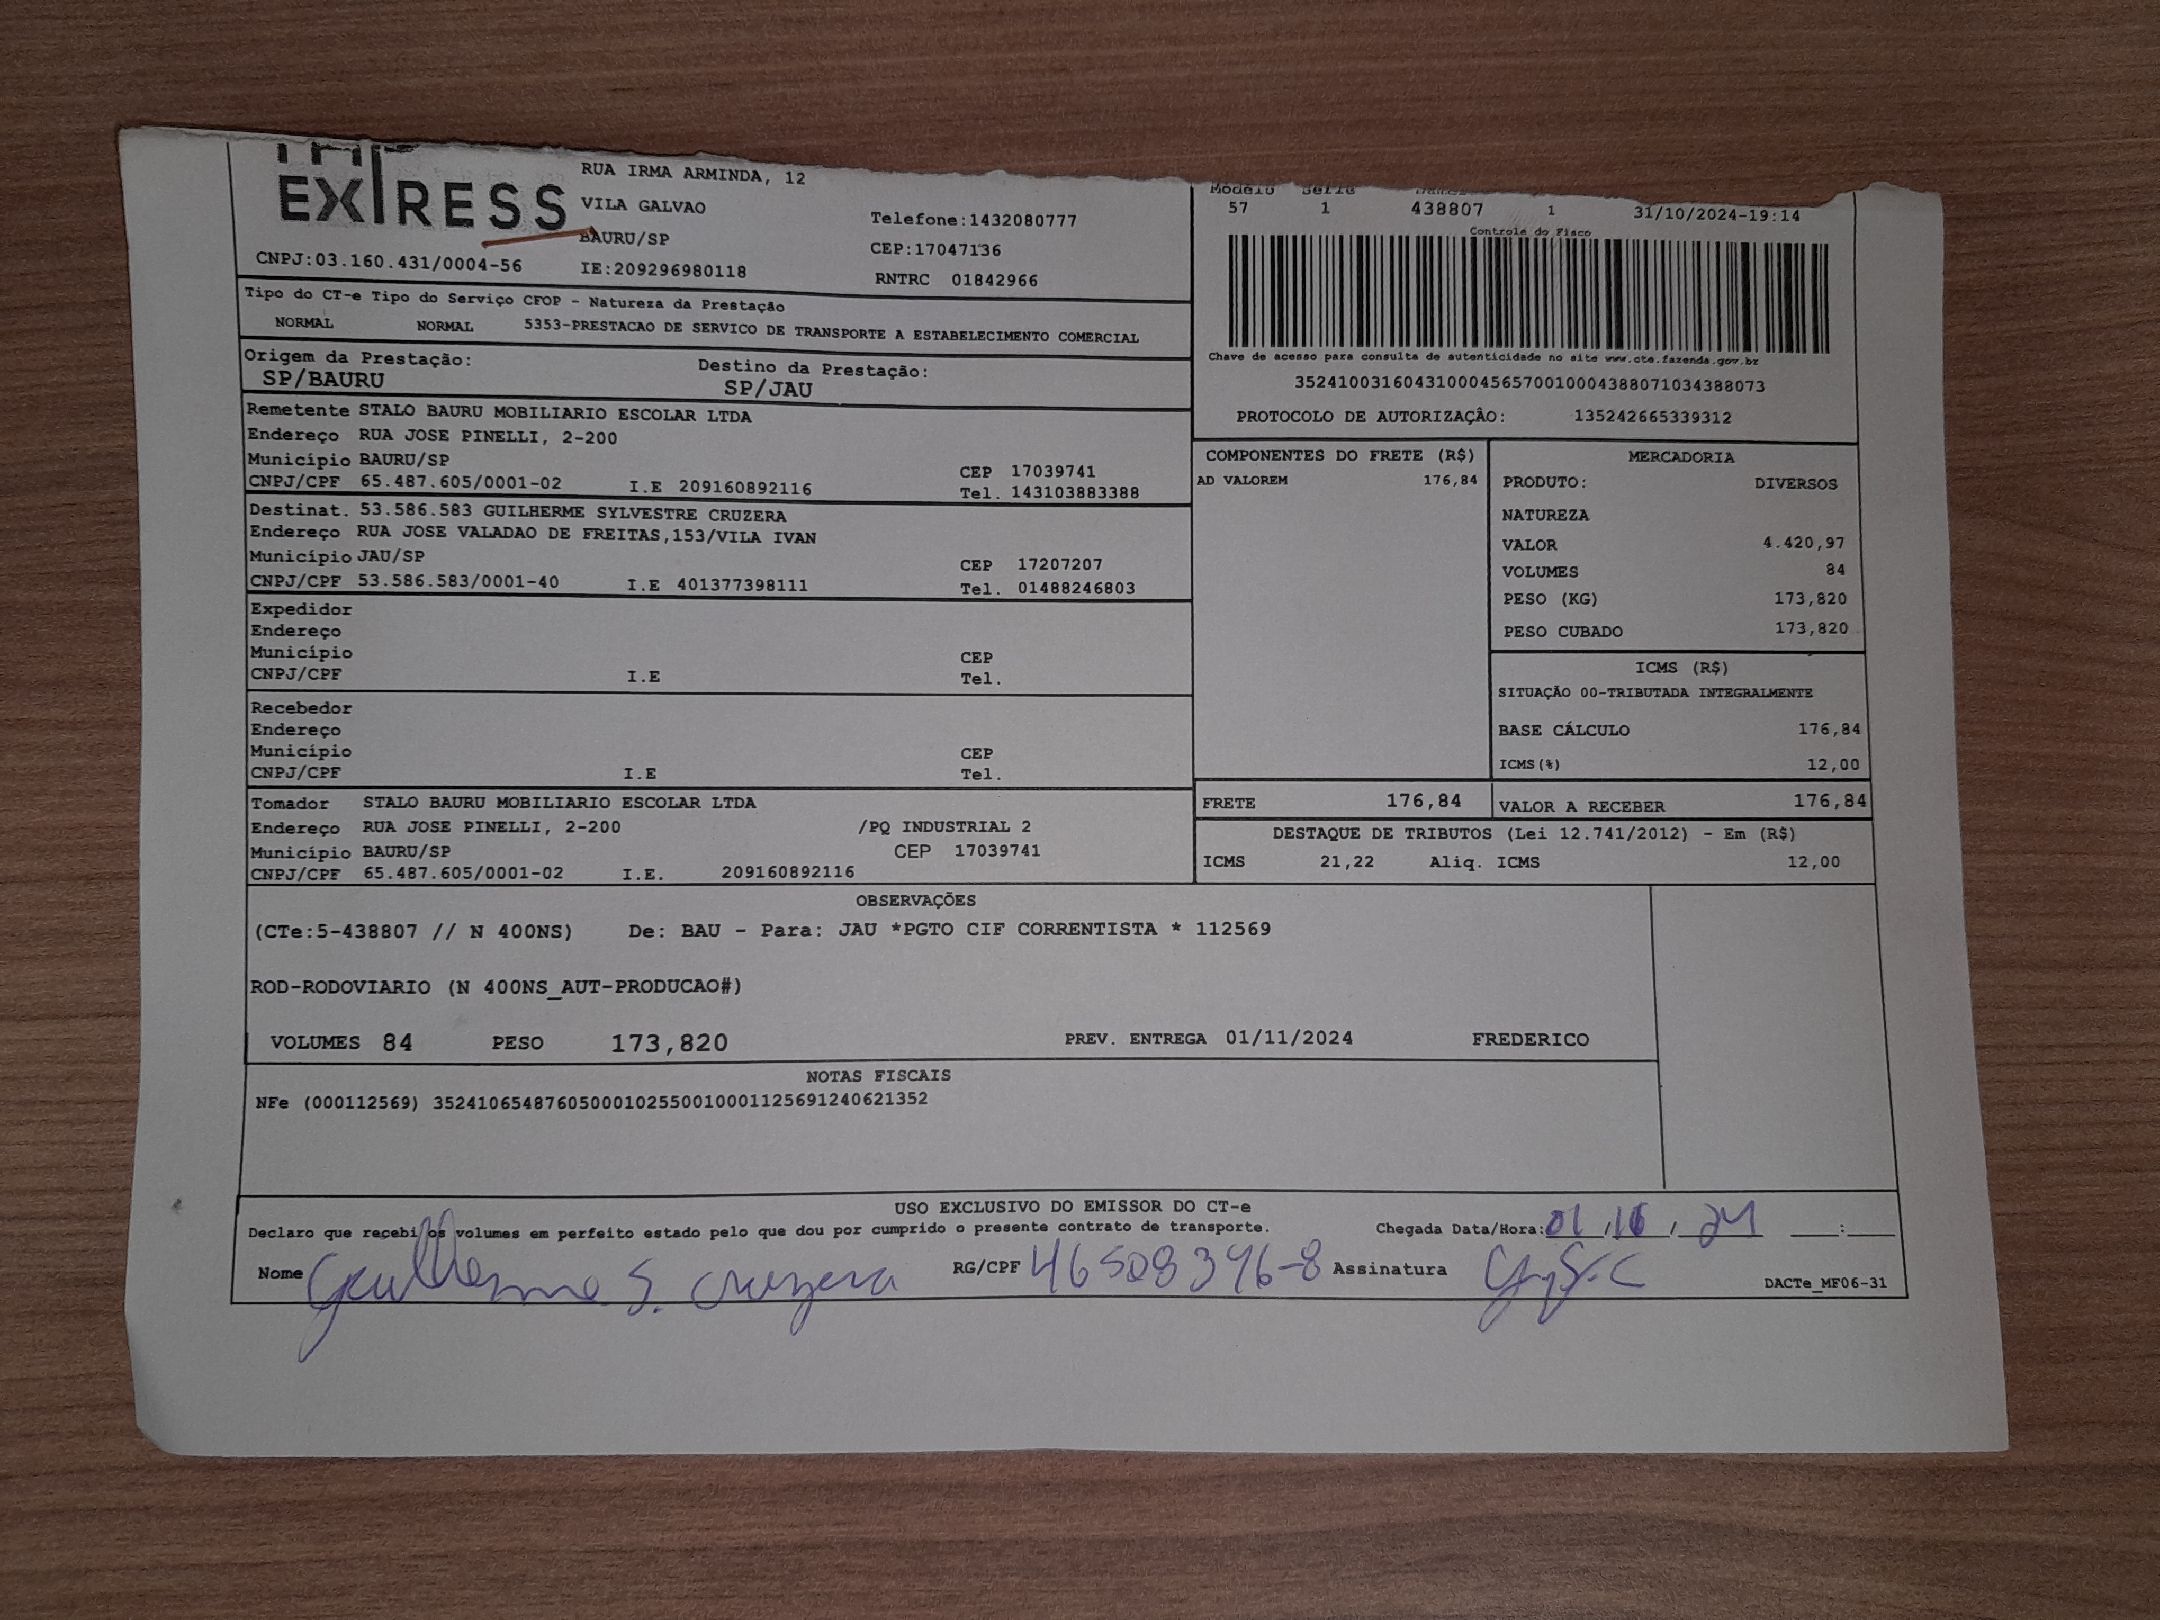 EXPRESS
RUA IRMA ARMINDA, 12
VILA GALVAO
BAURU/SP
Telefone:1432080777
CEP:17047136
CNPJ:03.160.431/0004-56 IE:209296980118 RNTRC 01842966
Modelo Serie
57 1 438807 1 31/10/2024-19:14
Controle do Fisco
Tipo do CT-e Tipo do Serviço CFOP - Natureza da Prestação
NORMAL NORMAL 5353-PRESTACAO DE SERVICO DE TRANSPORTE A ESTABELECIMENTO COMERCIAL
Chave de acesso para consulta de autenticidade no site www.cte.fazenda.gov.br
35241003160431000456570010004388071034388073
PROTOCOLO DE AUTORIZAÇÂO: 135242665339312
Origem da Prestação: Destino da Prestação:
SP/BAURU SP/JAU
Remetente STALO BAURU MOBILIARIO ESCOLAR LTDA
Endereço RUA JOSE PINELLI, 2-200
Município BAURU/SP CEP 17039741
CNPJ/CPF 65.487.605/0001-02 I.E 209160892116 Tel. 143103883388
Destinat. 53.586.583 GUILHERME SYLVESTRE CRUZERA
Endereço RUA JOSE VALADAO DE FREITAS,153/VILA IVAN
Município JAU/SP CEP 17207207
CNPJ/CPF 53.586.583/0001-40 I.E 401377398111 Tel. 01488246803
Expedidor
Endereço
Município CEP
CNPJ/CPF I.E Tel.
Recebedor
Endereço
Município CEP
CNPJ/CPF I.E Tel.
Tomador STALO BAURU MOBILIARIO ESCOLAR LTDA
Endereço RUA JOSE PINELLI, 2-200 /PQ INDUSTRIAL 2
Município BAURU/SP CEP 17039741
CNPJ/CPF 65.487.605/0001-02 I.E. 209160892116
COMPONENTES DO FRETE (R$)
AD VALOREM 176,84
MERCADORIA
PRODUTO: DIVERSOS
NATUREZA
VALOR 4.420,97
VOLUMES 84
PESO (KG) 173,820
PESO CUBADO 173,820
ICMS (R$)
SITUAÇÃO 00-TRIBUTADA INTEGRALMENTE
BASE CÁLCULO 176,84
ICMS(%) 12,00
FRETE 176,84 VALOR A RECEBER 176,84
DESTAQUE DE TRIBUTOS (Lei 12.741/2012) - Em (R$)
ICMS 21,22 Aliq. ICMS 12,00
OBSERVAÇÕES
(CTe:5-438807 // N 400NS) De: BAU - Para: JAU *PGTO CIF CORRENTISTA * 112569
ROD-RODOVIARIO (N 400NS_AUT-PRODUCAO#)
VOLUMES 84 PESO 173,820 PREV. ENTREGA 01/11/2024 FREDERICO
NOTAS FISCAIS
NFe (000112569) 35241065487605000102550010001125691240621352
USO EXCLUSIVO DO EMISSOR DO CT-e
Declaro que recebi os volumes em perfeito estado pelo que dou por cumprido o presente contrato de transporte. Chegada Data/Hora: 01
Nome Guilherme S. Cruzera RG/CPF 46508396-8 Assinatura
DACTe_MF06-31